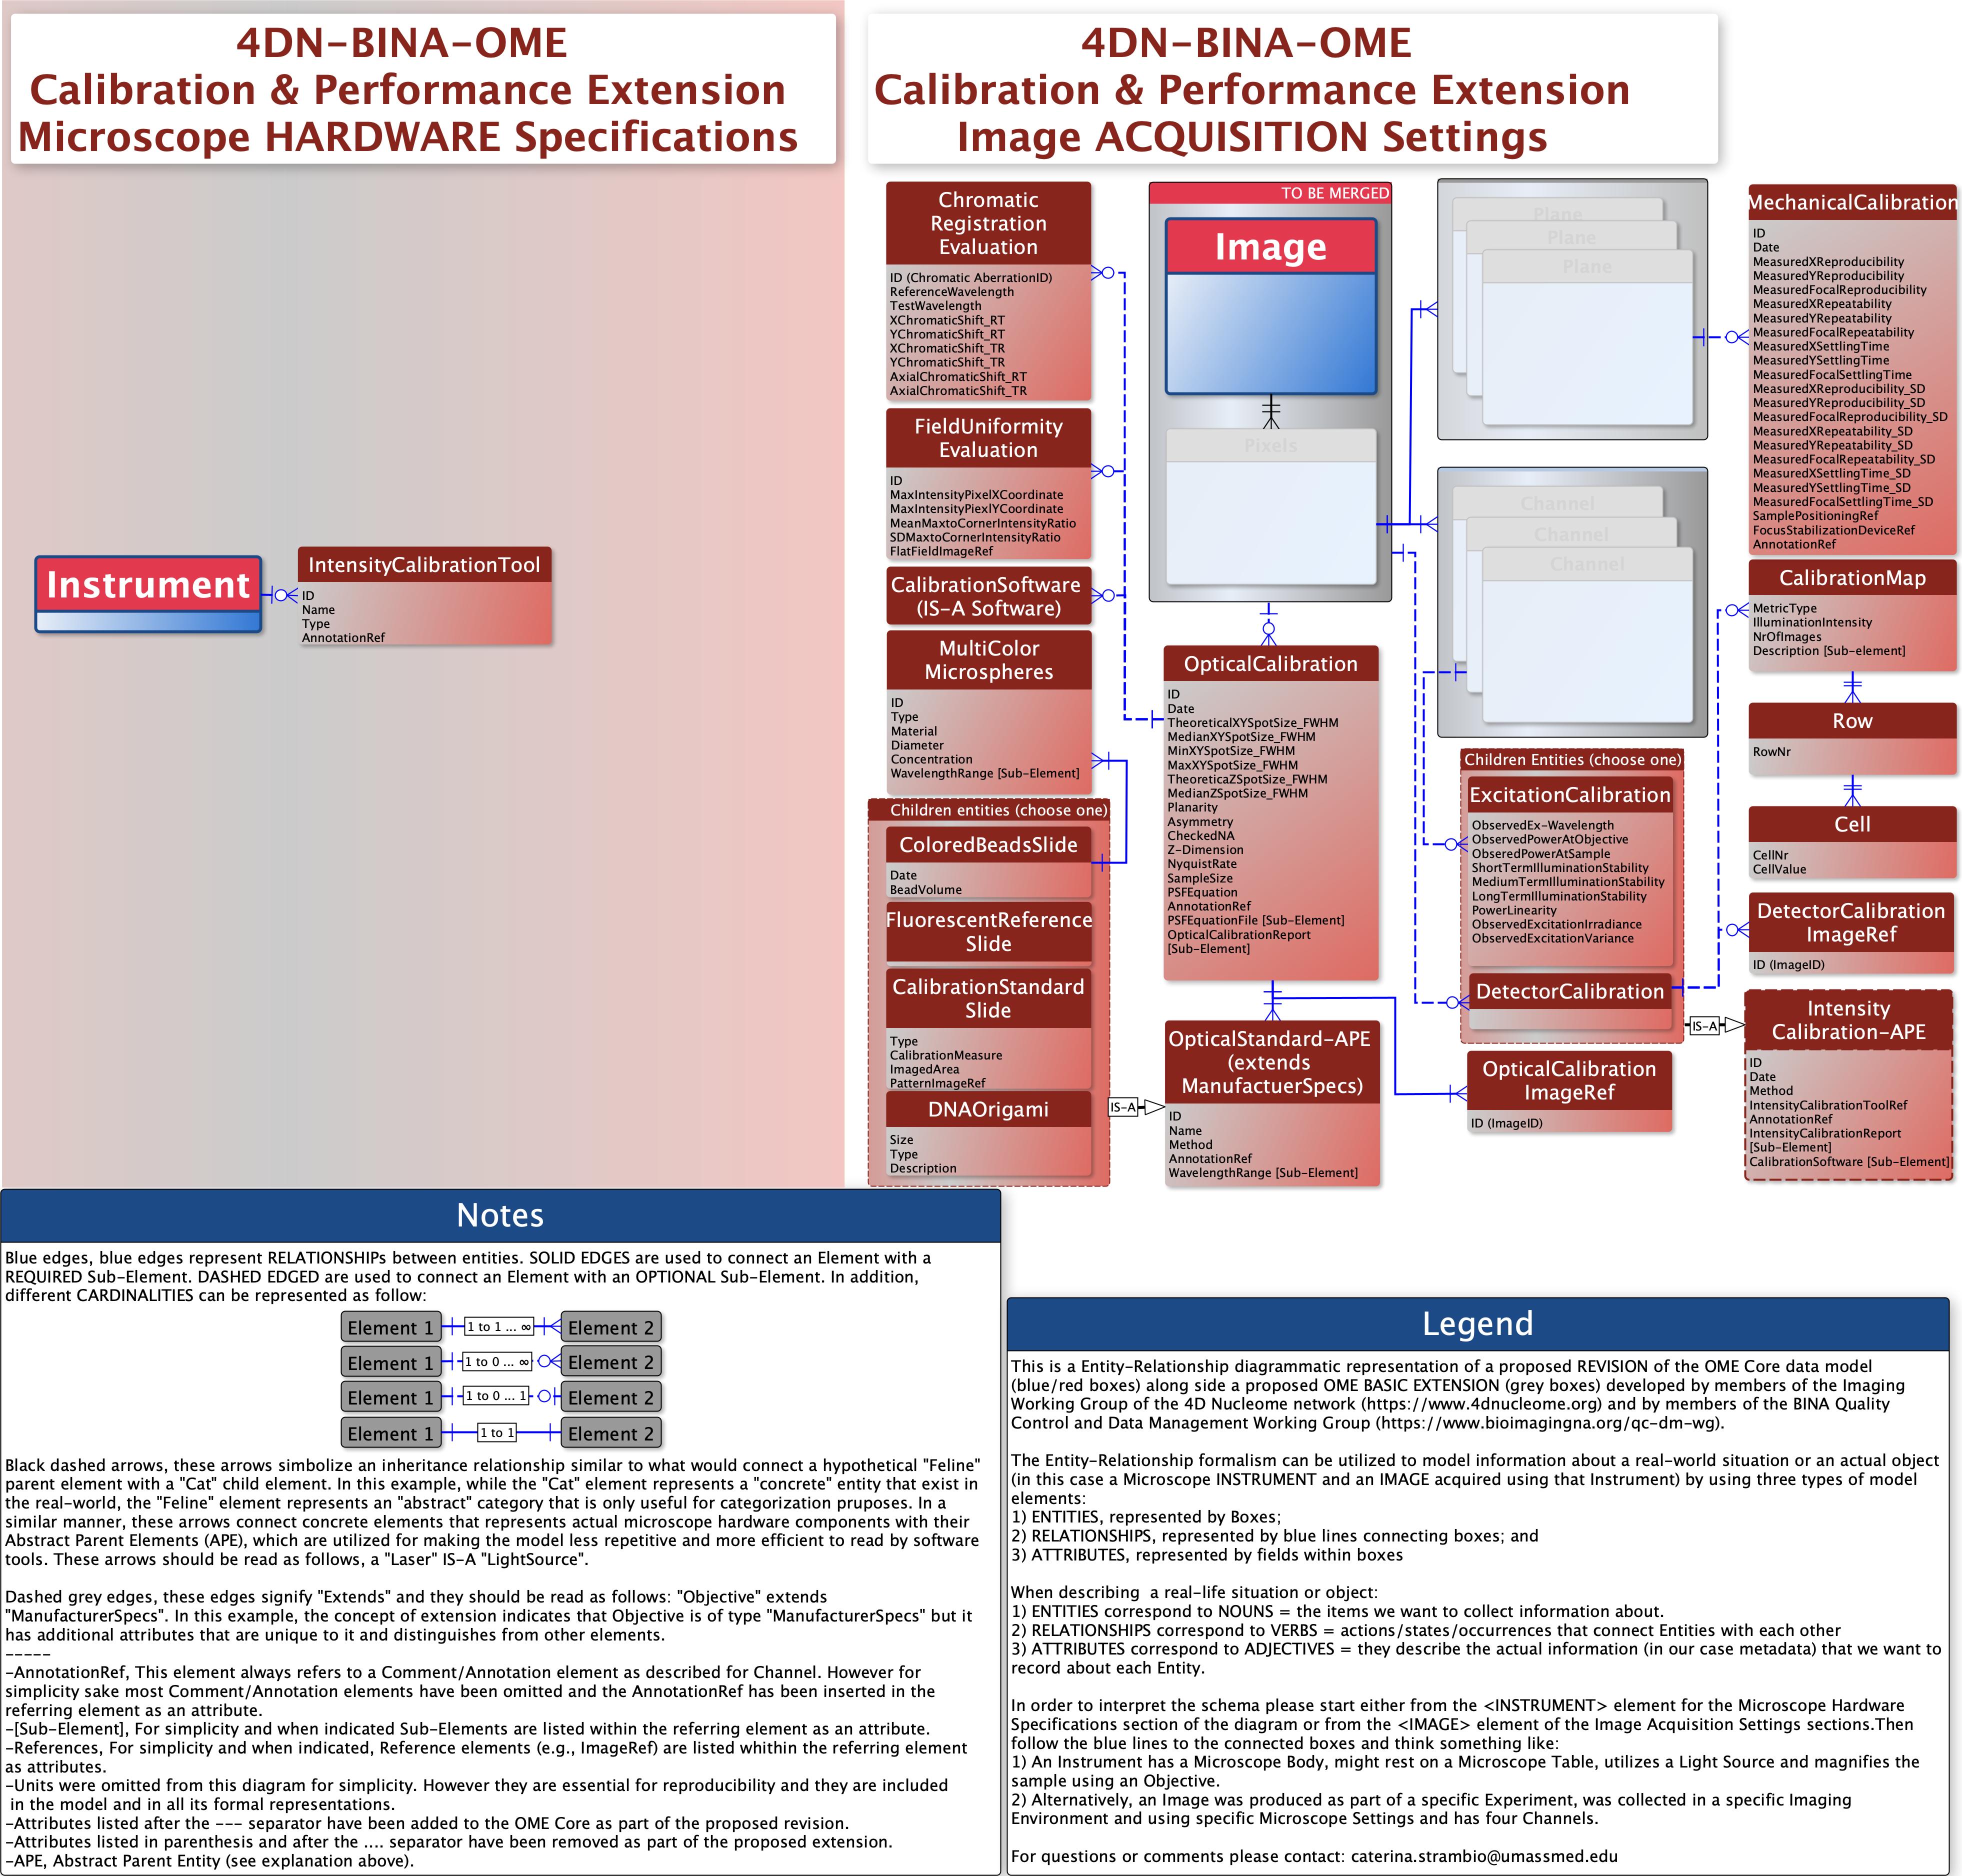 4DN-BINA-OME
Calibration & Performance Extension
Microscope HARDWARE Specifications
Instrument
IntensityCalibrationTool
ID
Name
Type
AnnotationRef
4DN-BINA-OME
Calibration & Performance Extension
Image ACQUISITION Settings
Chromatic
Registration
Evaluation
ID (Chromatic AberrationID)
ReferenceWavelength
TestWavelength
XChromaticShift_RT
YChromaticShift_RT
XChromaticShift_TR
YChromaticShift_TR
AxialChromaticShift_RT
AxialChromaticShift_TR
FieldUniformity
Evaluation
ID
MaxIntensityPixelXCoordinate
MaxIntensityPiexlYCoordinate
MeanMaxtoCornerIntensityRatio
SDMaxtoCornerIntensityRatio
FlatFieldImageRef
CalibrationSoftware
(IS-A Software)
MultiColor
Microspheres
ID
Type
Material
Diameter
Concentration
WavelengthRange [Sub-Element]
Children entities (choose one)
ColoredBeadsSlide
Date
BeadVolume
FluorescentReference
Slide
CalibrationStandard
Slide
Type
CalibrationMeasure
ImagedArea
PatternImageRef
DNAOrigami
Size
Type
Description
IS-A
TO BE MERGED
Image
Pixels
OpticalCalibration
ID
Date
TheoreticalXYSpotSize_FWHM
MedianXYSpotSize_FWHM
MinXYSpotSize_FWHM
MaxXYSpotSize_FWHM
TheoreticaZSpotSize_FWHM
MedianZSpotSize_FWHM
Planarity
Asymmetry
CheckedNA
Z-Dimension
NyquistRate
SampleSize
PSFEquation
AnnotationRef
PSFEquationFile [Sub-Element]
OpticalCalibrationReport
[Sub-Element]
OpticalStandard-APE
(extends
ManufactuerSpecs)
ID
Name
Method
AnnotationRef
WavelengthRange [Sub-Element]
Plane
Plane
Plane
Channel
Channel
Channel
Children Entities (choose one)
ExcitationCalibration
ObservedEx-Wavelength
ObservedPowerAtObjective
ObseredPowerAtSample
ShortTermIlluminationStability
MediumTermIlluminationStability
LongTermIlluminationStability
PowerLinearity
ObservedExcitationIrradiance
ObservedExcitationVariance
DetectorCalibration
IS-A
OpticalCalibration
ImageRef
ID (ImageID)
MechanicalCalibration
ID
Date
MeasuredXReproducibility
MeasuredYReproducibility
MeasuredFocalReproducibility
MeasuredXRepeatability
MeasuredYRepeatability
MeasuredFocalRepeatability
MeasuredXSettlingTime
MeasuredYSettlingTime
MeasuredFocalSettlingTime
MeasuredXReproducibility_SD
MeasuredYReproducibility_SD
MeasuredFocalReproducibility_SD
MeasuredXRepeatability_SD
MeasuredYRepeatability_SD
MeasuredFocalRepeatability_SD
MeasuredXSettlingTime_SD
MeasuredYSettlingTime_SD
MeasuredFocalSettlingTime_SD
SamplePositioningRef
FocusStabilizationDeviceRef
AnnotationRef
CalibrationMap
MetricType
IlluminationIntensity
NrOfImages
Description [Sub-element]
Row
RowNr
Cell
CellNr
CellValue
DetectorCalibration
ImageRef
ID (ImageID)
Intensity
Calibration-APE
ID
Date
Method
IntensityCalibrationToolRef
AnnotationRef
IntensityCalibrationReport
[Sub-Element]
CalibrationSoftware [Sub-Element]
Notes
Blue edges, blue edges represent RELATIONSHIPs between entities. SOLID EDGES are used to connect an Element with a
REQUIRED Sub-Element. DASHED EDGED are used to connect an Element with an OPTIONAL Sub-Element. In addition,
different CARDINALITIES can be represented as follow:
Element 1 1 to 1 ... ∞ Element 2
Element 1 1 to 0 ... ∞ Element 2
Element 1 1 to 0 ... 1 Element 2
Element 1 1 to 1 Element 2
Black dashed arrows, these arrows simbolize an inheritance relationship similar to what would connect a hypothetical "Feline"
parent element with a "Cat" child element. In this example, while the "Cat" element represents a "concrete" entity that exist in
the real-world, the "Feline" element represents an "abstract" category that is only useful for categorization pruposes. In a
similar manner, these arrows connect concrete elements that represents actual microscope hardware components with their
Abstract Parent Elements (APE), which are utilized for making the model less repetitive and more efficient to read by software
tools. These arrows should be read as follows, a "Laser" IS-A "LightSource".
Dashed grey edges, these edges signify "Extends" and they should be read as follows: "Objective" extends
"ManufacturerSpecs". In this example, the concept of extension indicates that Objective is of type "ManufacturerSpecs" but it
has additional attributes that are unique to it and distinguishes from other elements.
-----
-AnnotationRef, This element always refers to a Comment/Annotation element as described for Channel. However for
simplicity sake most Comment/Annotation elements have been omitted and the AnnotationRef has been inserted in the
referring element as an attribute.
-[Sub-Element], For simplicity and when indicated Sub-Elements are listed within the referring element as an attribute.
-References, For simplicity and when indicated, Reference elements (e.g., ImageRef) are listed whithin the referring element
as attributes.
-Units were omitted from this diagram for simplicity. However they are essential for reproducibility and they are included
in the model and in all its formal representations.
-Attributes listed after the --- separator have been added to the OME Core as part of the proposed revision.
-Attributes listed in parenthesis and after the .... separator have been removed as part of the proposed extension.
-APE, Abstract Parent Entity (see explanation above).
Legend
This is a Entity-Relationship diagrammatic representation of a proposed REVISION of the OME Core data model
(blue/red boxes) along side a proposed OME BASIC EXTENSION (grey boxes) developed by members of the Imaging
Working Group of the 4D Nucleome network (https://www.4dnucleome.org) and by members of the BINA Quality
Control and Data Management Working Group (https://www.bioimagingna.org/qc-dm-wg).
The Entity-Relationship formalism can be utilized to model information about a real-world situation or an actual object
(in this case a Microscope INSTRUMENT and an IMAGE acquired using that Instrument) by using three types of model
elements:
1) ENTITIES, represented by Boxes;
2) RELATIONSHIPS, represented by blue lines connecting boxes; and
3) ATTRIBUTES, represented by fields within boxes
When describing a real-life situation or object:
1) ENTITIES correspond to NOUNS = the items we want to collect information about.
2) RELATIONSHIPS correspond to VERBS = actions/states/occurrences that connect Entities with each other
3) ATTRIBUTES correspond to ADJECTIVES = they describe the actual information (in our case metadata) that we want to
record about each Entity.
In order to interpret the schema please start either from the <INSTRUMENT> element for the Microscope Hardware
Specifications section of the diagram or from the <IMAGE> element of the Image Acquisition Settings sections.Then
follow the blue lines to the connected boxes and think something like:
1) An Instrument has a Microscope Body, might rest on a Microscope Table, utilizes a Light Source and magnifies the
sample using an Objective.
2) Alternatively, an Image was produced as part of a specific Experiment, was collected in a specific Imaging
Environment and using specific Microscope Settings and has four Channels.
For questions or comments please contact: caterina.strambio@umassmed.edu